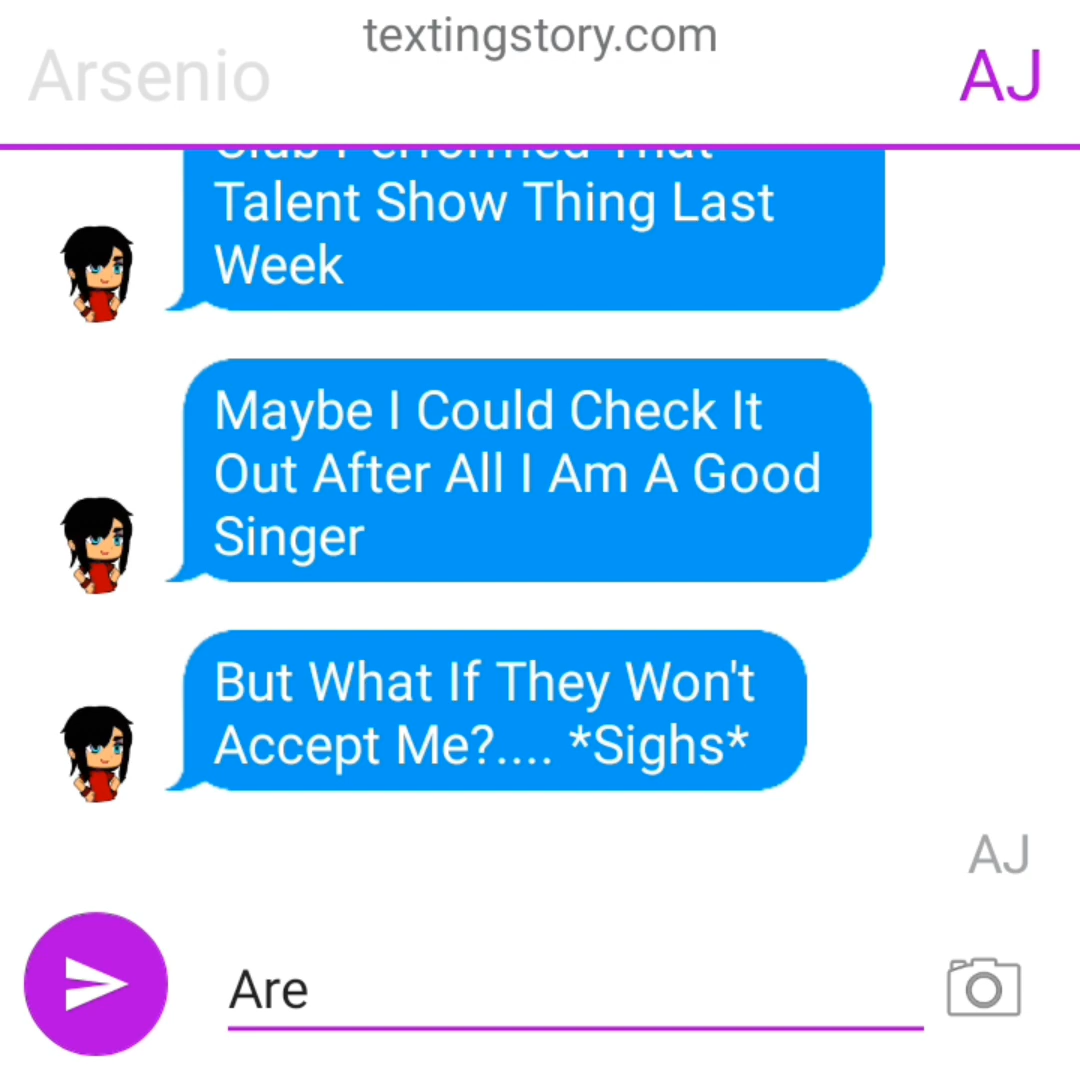 textingstory.com
Arsenio
AJ
Talent Show Thing Last
Week
Maybe I Could Check It
Out After All I Am A Good
Singer
But What If They Won't
Accept Me?.... *Sighs*
AJ
Are